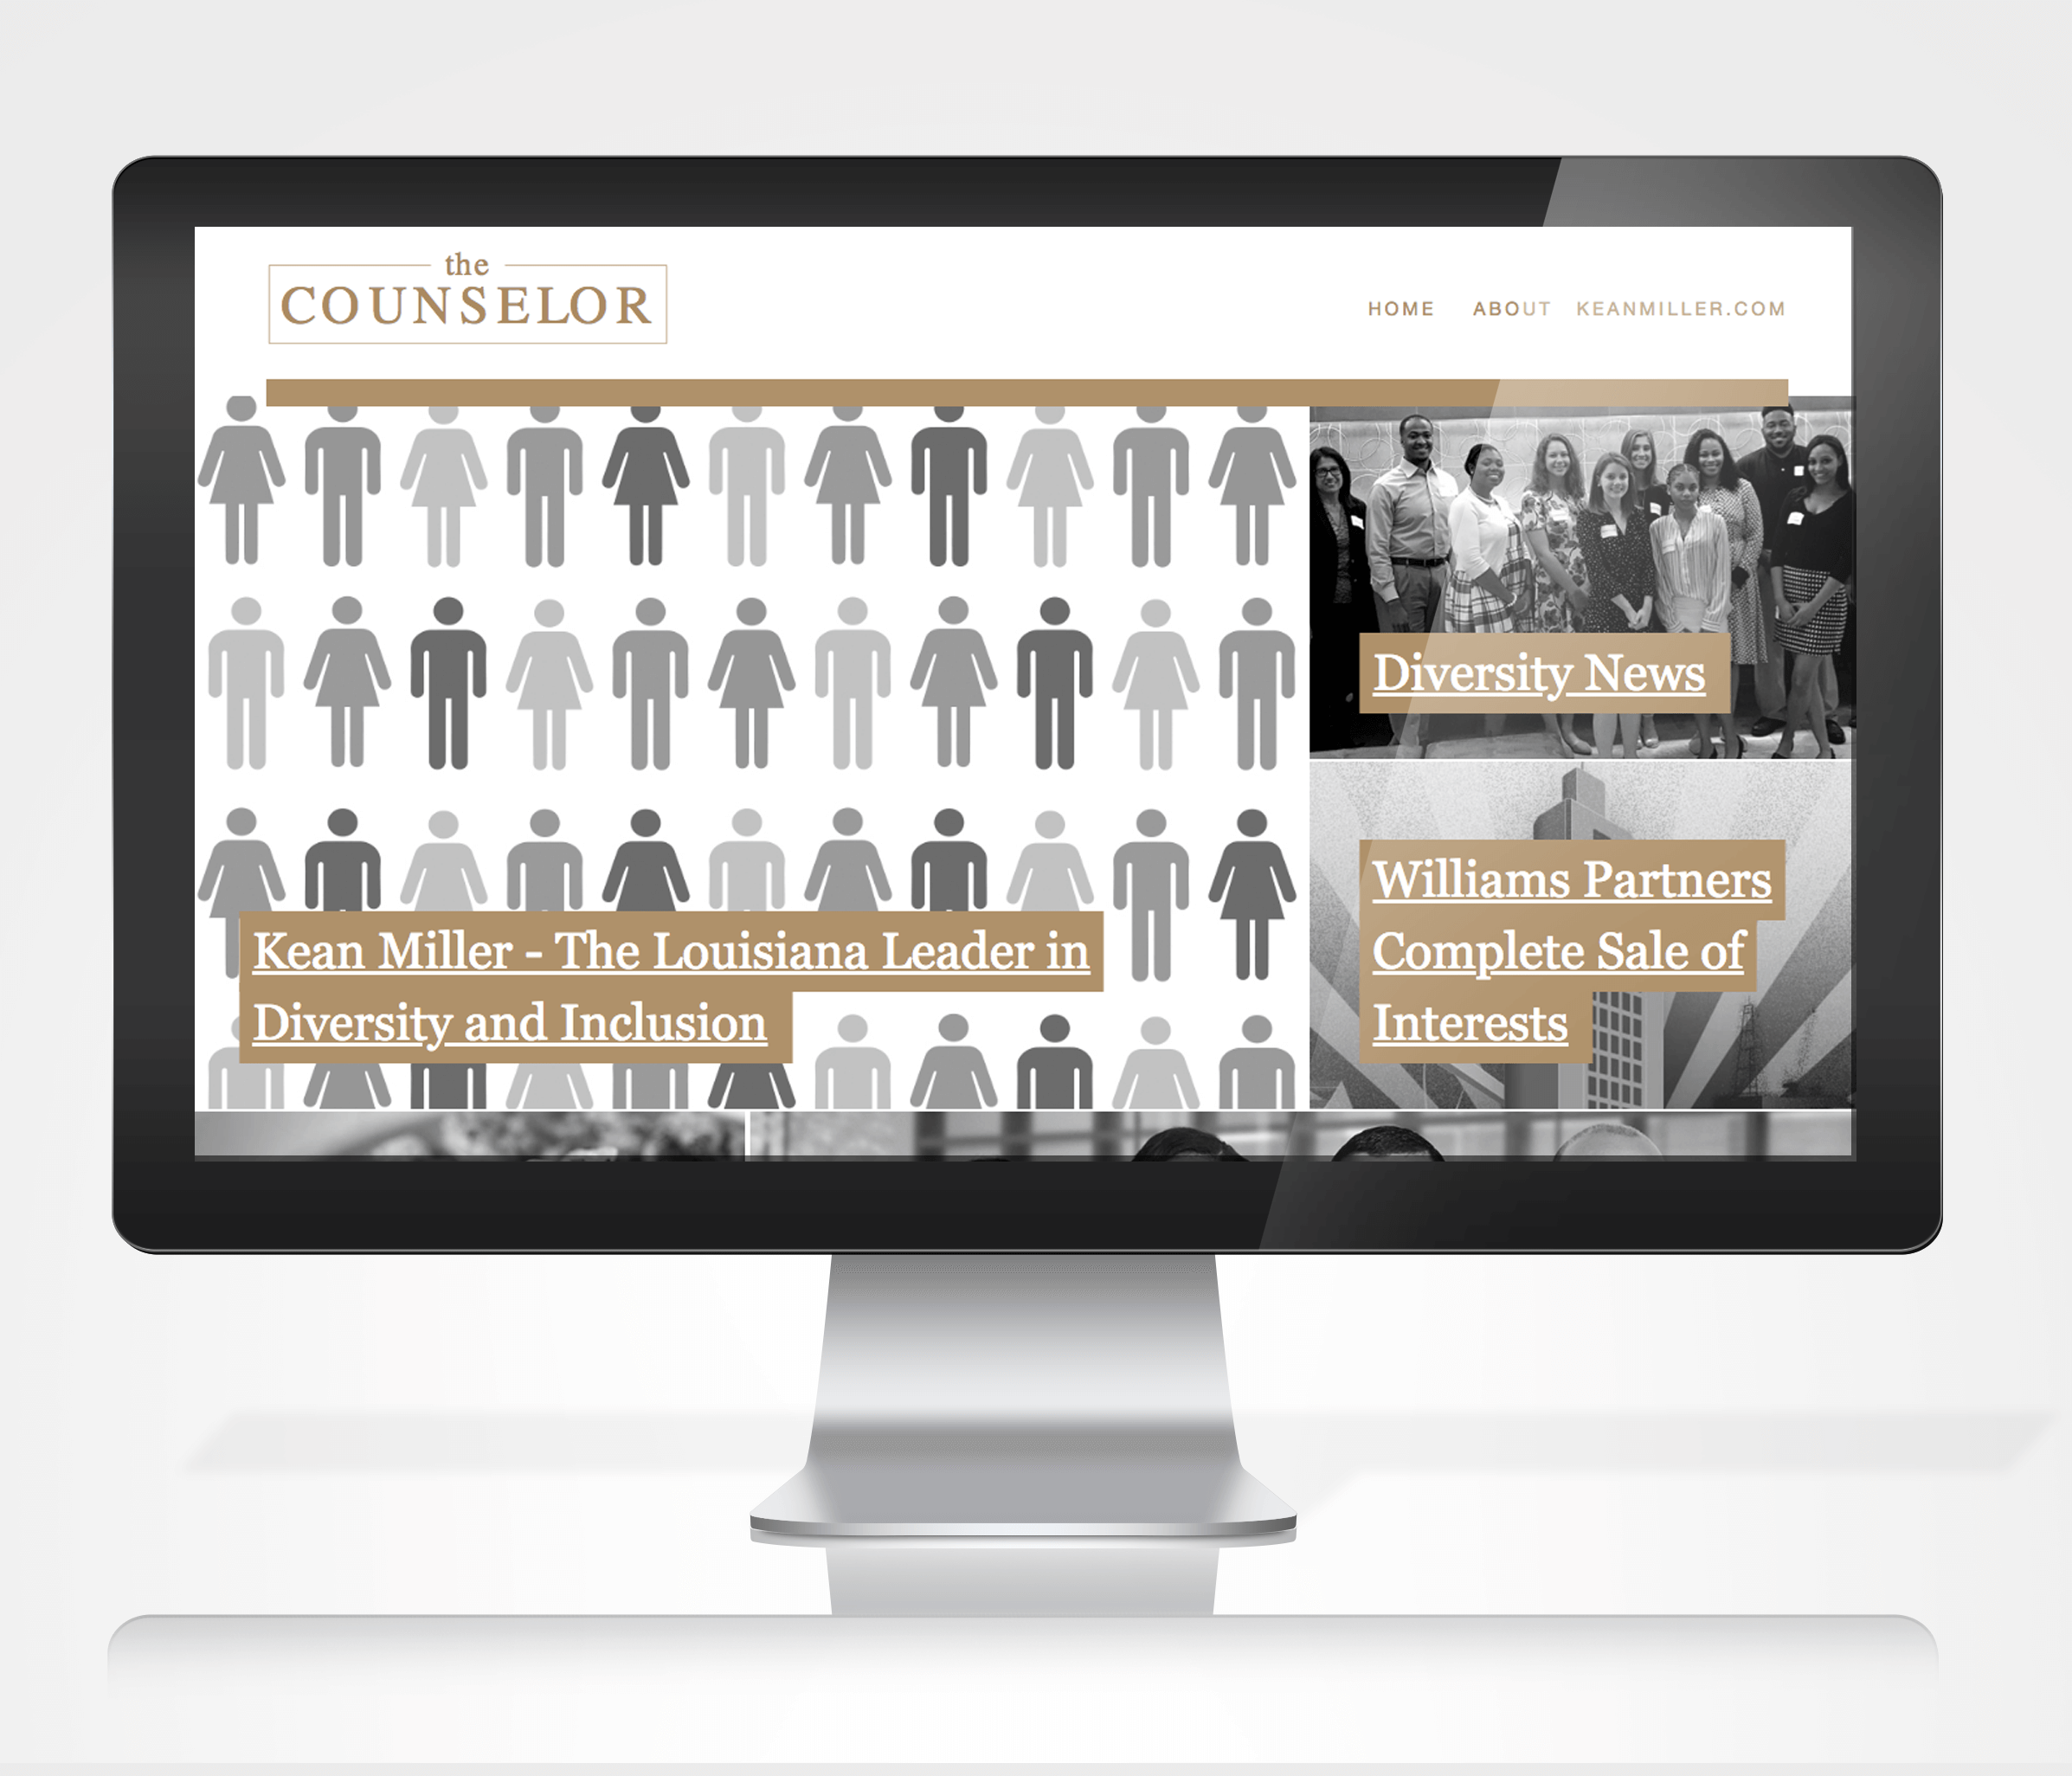 the
COUNSELOR
HOME ABOUT KEANMILLER.COM
Diversity News
Williams Partners
Complete Sale of
Interests
Kean Miller - The Louisiana Leader in
Diversity and Inclusion